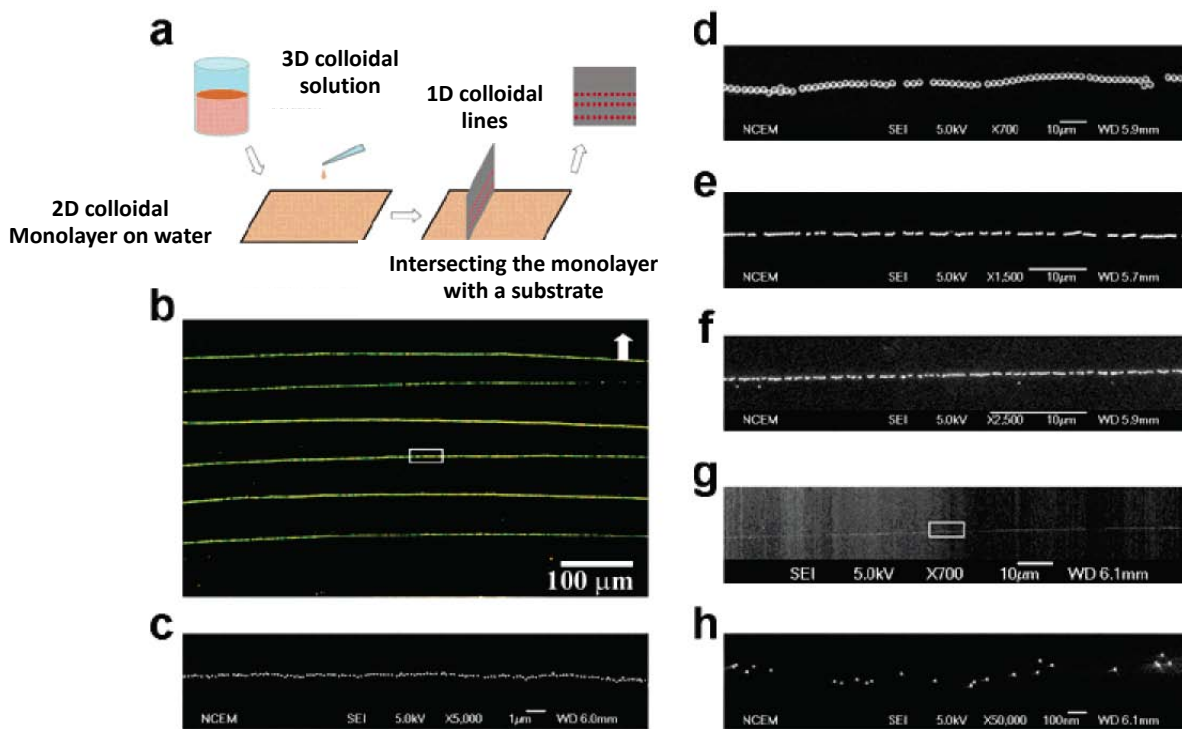 a
3D colloidal
solution
1D colloidal
lines
2D colloidal
Monolayer on water
Intersecting the monolayer
with a substrate
b
100 μm
c
NCEM SEI 5.0kV X5,000 1μm WD 6.0mm
d
NCEM SEI 5.0kV X700 10μm WD 5.9mm
e
NCEM SEI 5.0kV X1,500 10μm WD 5.7mm
f
NCEM SEI 5.0kV X2,500 10μm WD 5.9mm
g
SEI 5.0kV X700 10μm WD 6.1mm
h
NCEM SEI 5.0kV X50,000 100nm WD 6.1mm